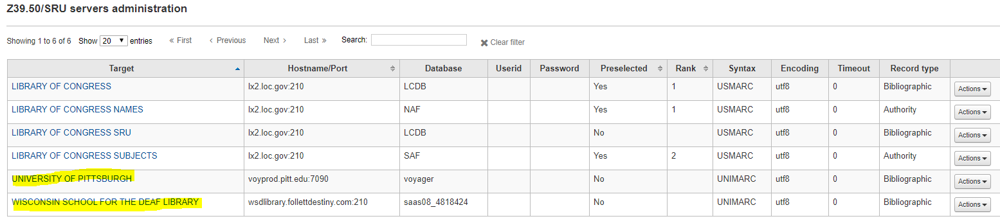 Z39.50/SRU servers administration
Showing 1 to 6 of 6 Show 20 entries « First ‹ Previous Next › Last » Search: Clear filter
Target Hostname/Port Database Userid Password Preselected Rank Syntax Encoding Timeout Record type
LIBRARY OF CONGRESS lx2.loc.gov:210 LCDB Yes 1 USMARC utf8 0 Bibliographic Actions
LIBRARY OF CONGRESS NAMES lx2.loc.gov:210 NAF Yes 1 USMARC utf8 0 Authority Actions
LIBRARY OF CONGRESS SRU lx2.loc.gov:210 LCDB No USMARC utf8 0 Bibliographic Actions
LIBRARY OF CONGRESS SUBJECTS lx2.loc.gov:210 SAF Yes 2 USMARC utf8 0 Authority Actions
UNIVERSITY OF PITTSBURGH voyprod.pitt.edu:7090 voyager No UNIMARC utf8 0 Bibliographic Actions
WISCONSIN SCHOOL FOR THE DEAF LIBRARY wsdlibrary.follettdestiny.com:210 saas08_4818424 No UNIMARC utf8 0 Bibliographic Actions